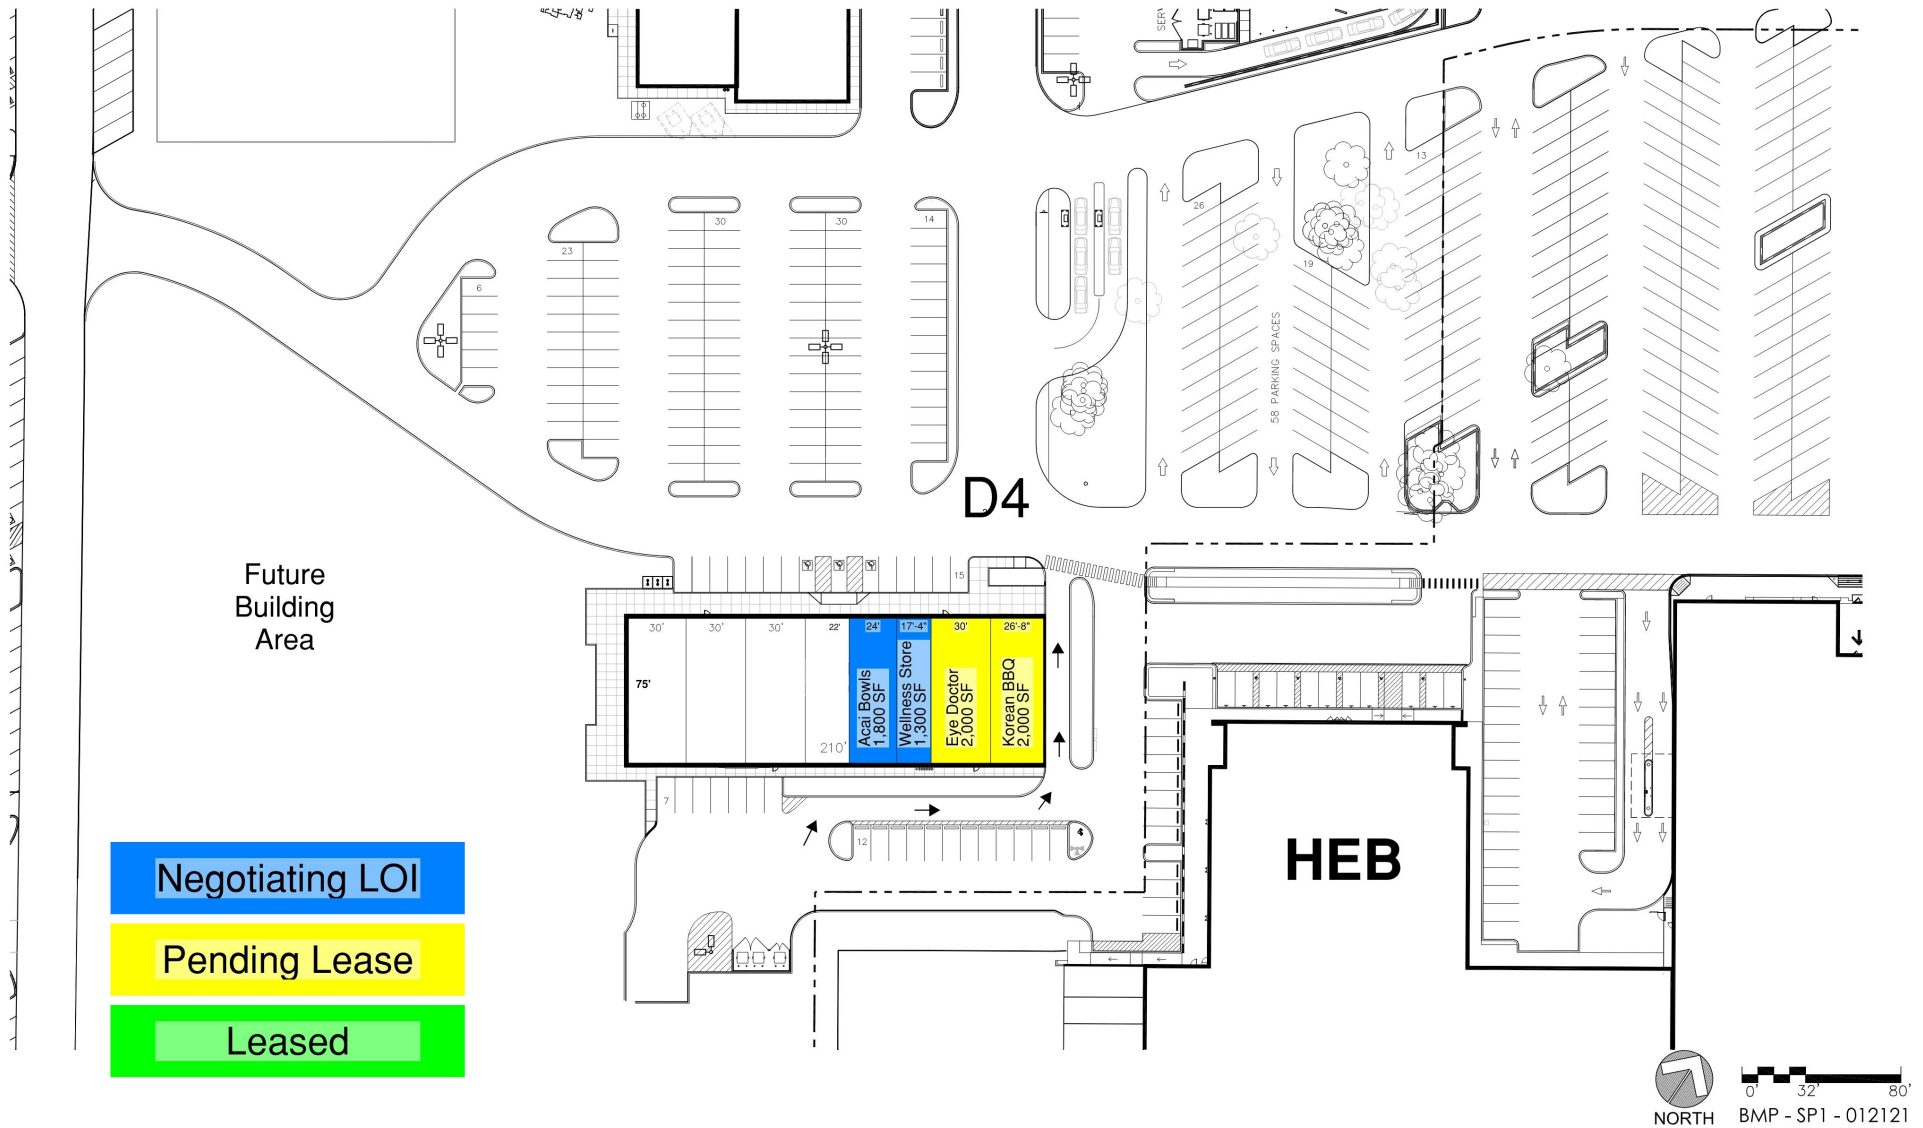 SERV
13
26
30
30
14
23
19
6
58 PARKING SPACES
D4
Future
Building
Area
15
30'
30'
30'
22'
24'
17'-4"
30'
26'-8"
75'
210'
Acai Bowls
1,800 SF
Wellness Store
1,300 SF
Eye Doctor
2,000 SF
Korean BBQ
2,000 SF
7
12
HEB
Negotiating LOI
Pending Lease
Leased
NORTH
0' 32' 80'
BMP - SP1 - 012121